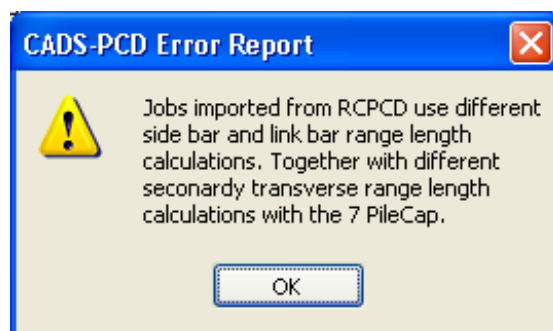 CADS-PCD Error Report
Jobs imported from RCPCD use different
side bar and link bar range length
calculations. Together with different
seconardy transverse range length
calculations with the 7 PileCap.
OK